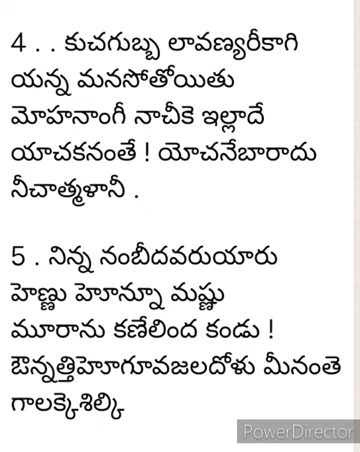 4 . . కుచగుబ్బ లావణ్యరీకాగి
యన్న మనసోతోయితు
మోహనాంగీ నాచీకె ఇల్లాదే
యాచకనంతే ! యోచనేబారాదు
నీచాత్మళానీ .
5 . నిన్న నంబీదవరుయారు
హెణ్ణు హెూన్నూ మష్ణు
మూరాను కణేలింద కండు !
ఔన్నత్తిహెూగూవజలదోళు మీనంతె
గాలక్కెశిల్కి
PowerDirector